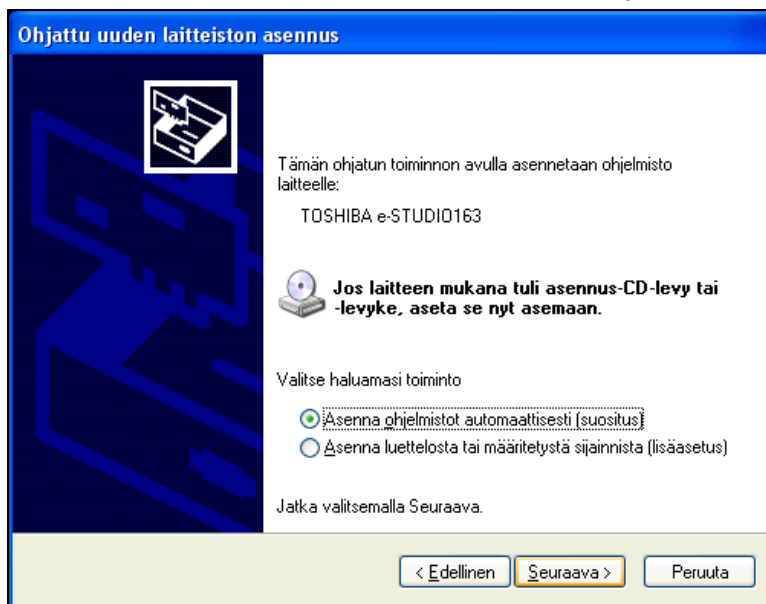 Ohjattu uuden laitteiston asennus
Tämän ohjatun toiminnon avulla asennetaan ohjelmisto
laitteelle:
TOSHIBA e-STUDIO163
Jos laitteen mukana tuli asennus-CD-levy tai
-levyke, aseta se nyt asemaan.
Valitse haluamasi toiminto
Asenna ohjelmistot automaattisesti (suositus)
Asenna luettelosta tai määritetystä sijainnista (lisäasetus)
Jatka valitsemalla Seuraava.
< Edellinen
Seuraava >
Peruuta